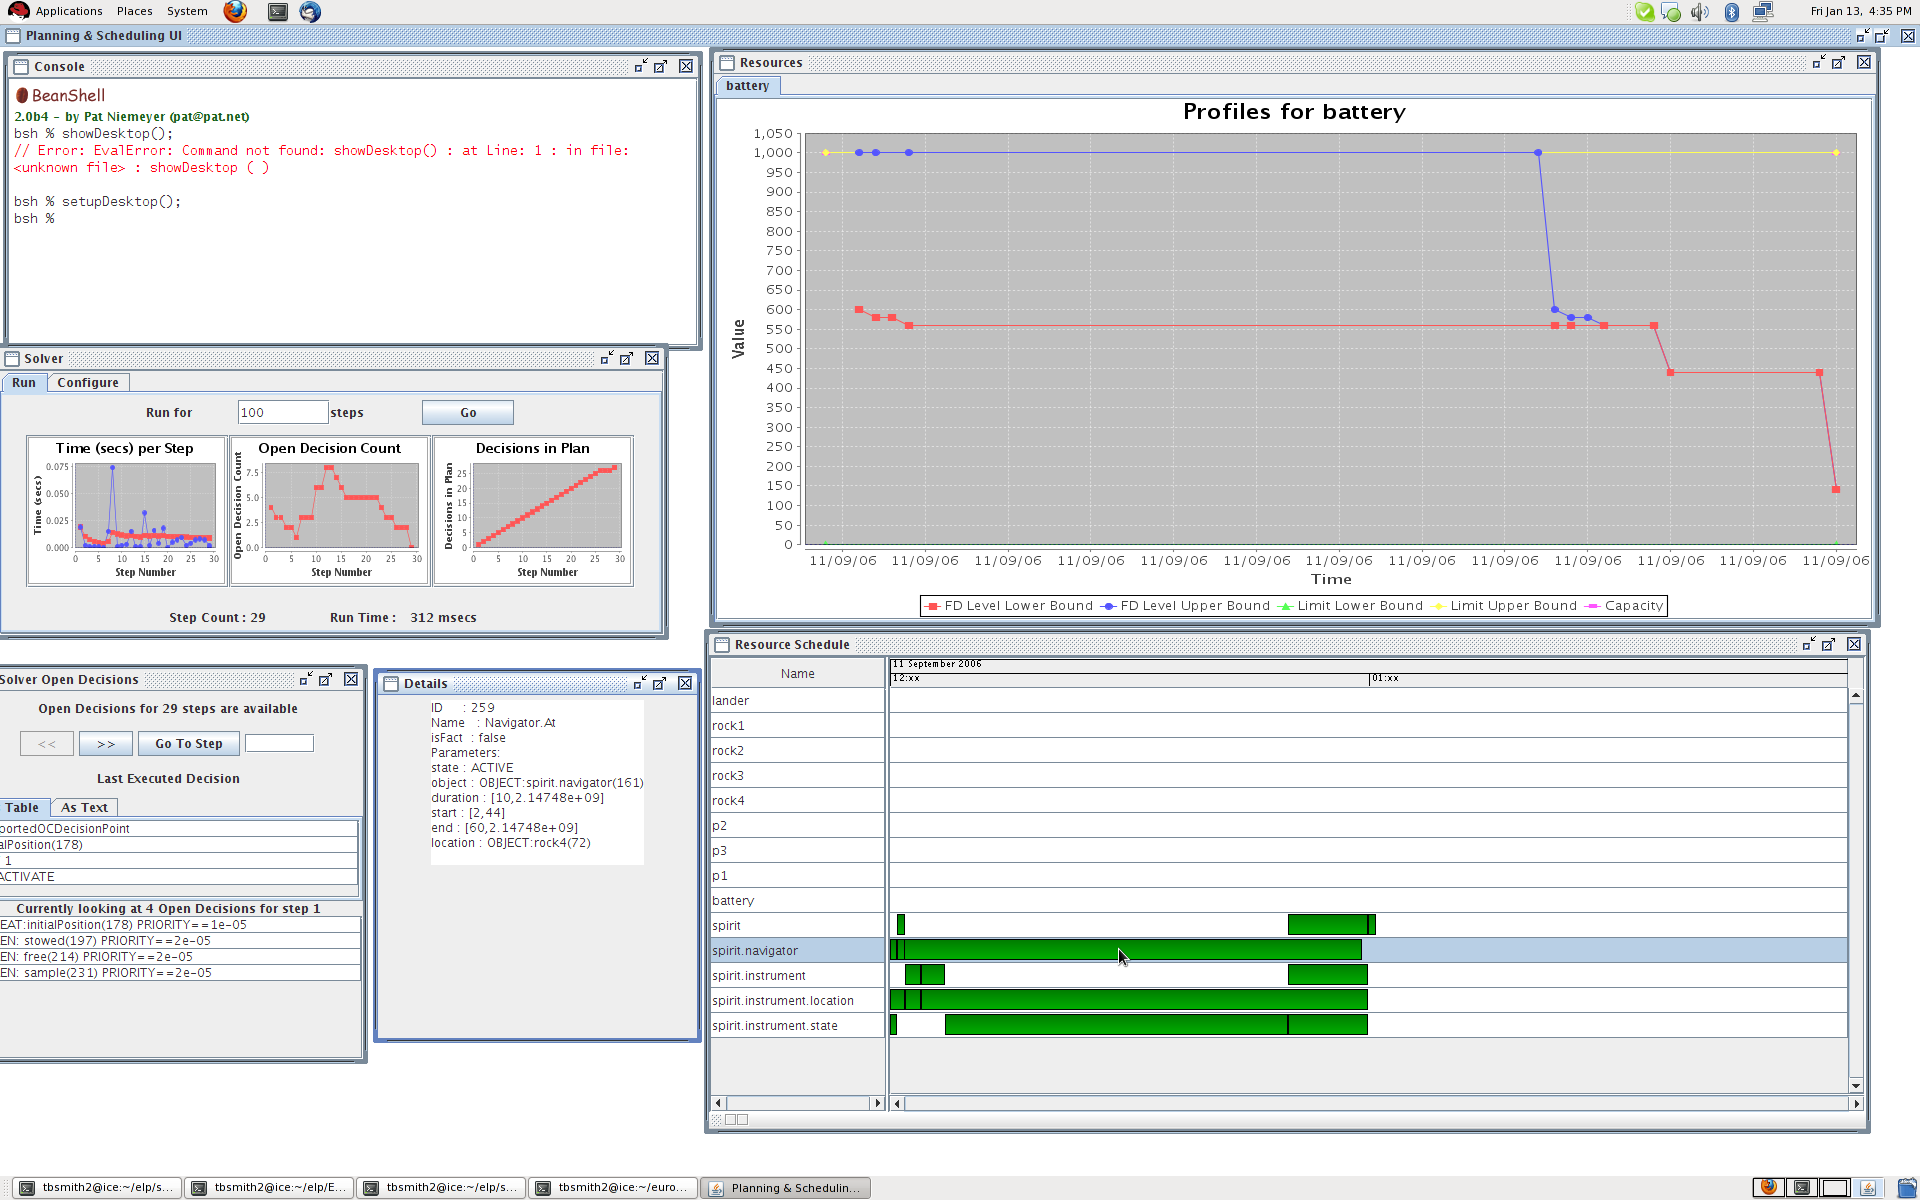 Applications Places System
Fri Jan 13, 4:35 PM
Planning & Scheduling UI
Console
BeanShell
2.0b4 - by Pat Niemeyer (pat@pat.net)
bsh % showDesktop();
// Error: EvalError: Command not found: showDesktop() : at Line: 1 : in file:
<unknown file> : showDesktop ( )
bsh % setupDesktop();
bsh %
Solver
Run Configure
Run for 100 steps Go
Time (secs) per Step
Time (secs)
0.075
0.050
0.025
0.000
0 5 10 15 20 25 30
Step Number
Open Decision Count
Open Decision Count
7.5
5.0
2.5
0.0
0 5 10 15 20 25 30
Step Number
Decisions in Plan
Decisions in Plan
25
20
15
10
5
0
0 5 10 15 20 25 30
Step Number
Step Count: 29 Run Time: 312 msecs
Solver Open Decisions
Open Decisions for 29 steps are available
<< >> Go To Step
Last Executed Decision
Table As Text
portedOCDecisionPoint
alPosition(178)
1
ACTIVATE
Currently looking at 4 Open Decisions for step 1
EAT:initialPosition(178) PRIORITY==1e-05
EN: stowed(197) PRIORITY==2e-05
EN: free(214) PRIORITY==2e-05
EN: sample(231) PRIORITY==2e-05
Details
ID : 259
Name : Navigator.At
isFact : false
Parameters:
state : ACTIVE
object : OBJECT:spirit.navigator(161)
duration : [10,2.14748e+09]
start : [2,44]
end : [60,2.14748e+09]
location : OBJECT:rock4(72)
Resources
battery
Profiles for battery
Value
1,050
1,000
950
900
850
800
750
700
650
600
550
500
450
400
350
300
250
200
150
100
50
0
11/09/06 11/09/06 11/09/06 11/09/06 11/09/06 11/09/06 11/09/06 11/09/06 11/09/06 11/09/06 11/09/06 11/09/06 11/09/06
Time
FD Level Lower Bound FD Level Upper Bound Limit Lower Bound Limit Upper Bound Capacity
Resource Schedule
Name
11 September 2006
12:xx 01:xx
lander
rock1
rock2
rock3
rock4
p2
p3
p1
battery
spirit
spirit.navigator
spirit.instrument
spirit.instrument.location
spirit.instrument.state
tbsmith2@ice:~/elp/s... tbsmith2@ice:~/elp/E... tbsmith2@ice:~/elp/s... tbsmith2@ice:~/euro... Planning & Schedulin...